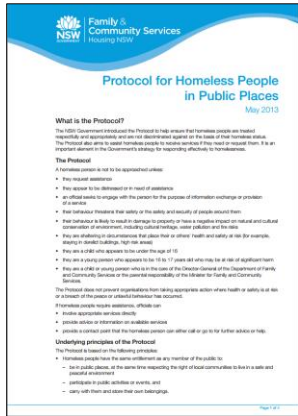 NSW
GOVERNMENT
Family &
Community Services
Housing NSW
Protocol for Homeless People
in Public Places
May 2013
What is the Protocol?
The NSW Government introduced the Protocol to help ensure that homeless people are treated
respectfully and appropriately and are not discriminated against on the basis of their homeless status.
The Protocol also aims to assist homeless people to receive services if they need or request them. It is an
important element in the Government's strategy for responding effectively to homelessness.
The Protocol
A homeless person is not to be approached unless:
• they request assistance
• they appear to be distressed or in need of assistance
• an official seeks to engage with the person for the purpose of information exchange or provision
of a service
• their behaviour threatens their safety or the safety and security of people around them
• their behaviour is likely to result in damage to property or have a negative impact on natural and cultural
conservation of environment, including cultural heritage, water pollution and fire risks
• they are sheltering in circumstances that place their or others' health and safety at risk (for example,
staying in derelict buildings, high risk areas)
• they are a child who appears to be under the age of 16
• they are a young person who appears to be 16 to 17 years old who may be at risk of significant harm
• they are a child or young person who is in the care of the Director-General of the Department of Family
and Community Services or the parental responsibility of the Minister for Family and Community
Services.
The Protocol does not prevent organisations from taking appropriate action where health or safety is at risk
or a breach of the peace or unlawful behaviour has occurred.
If homeless people require assistance, officials can:
• involve appropriate services directly
• provide advice or information on available services
• provide a contact point that the homeless person can either call or go to for further advice or help.
Underlying principles of the Protocol
The Protocol is based on the following principles:
• Homeless people have the same entitlement as any member of the public to:
– be in public places, at the same time respecting the right of local communities to live in a safe and
peaceful environment
– participate in public activities or events, and
– carry with them and store their own belongings.